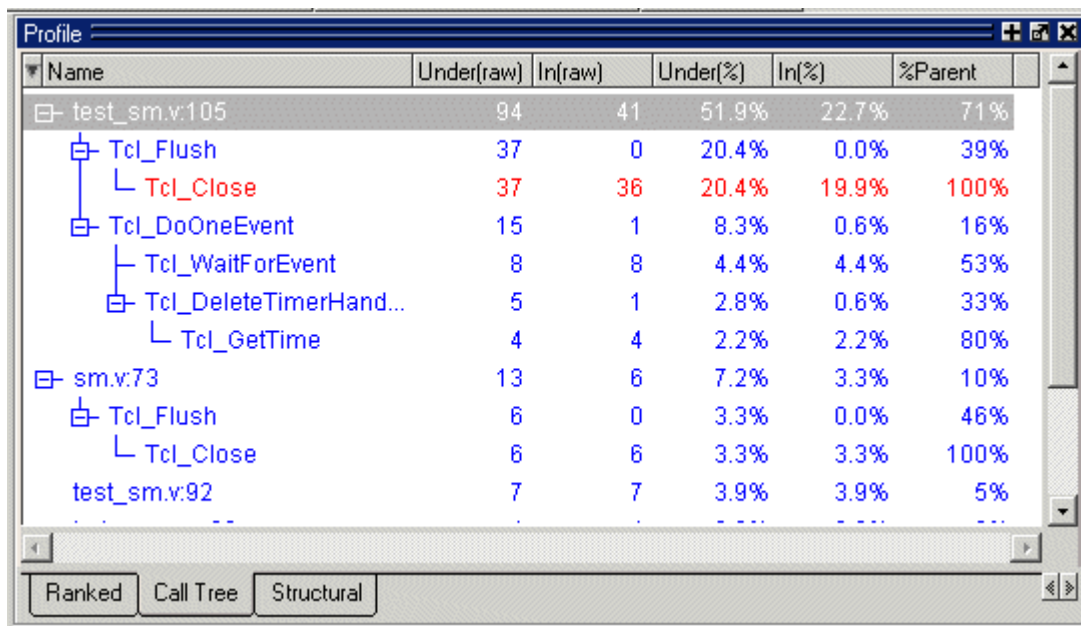 Profile
Name Under(raw) In(raw) Under(%) In(%) %Parent
test_sm.v:105 94 41 51.9% 22.7% 71%
Tcl_Flush 37 0 20.4% 0.0% 39%
Tcl_Close 37 36 20.4% 19.9% 100%
Tcl_DoOneEvent 15 1 8.3% 0.6% 16%
Tcl_WaitForEvent 8 8 4.4% 4.4% 53%
Tcl_DeleteTimerHand... 5 1 2.8% 0.6% 33%
Tcl_GetTime 4 4 2.2% 2.2% 80%
sm.v:73 13 6 7.2% 3.3% 10%
Tcl_Flush 6 0 3.3% 0.0% 46%
Tcl_Close 6 6 3.3% 3.3% 100%
test_sm.v:92 7 7 3.9% 3.9% 5%
Ranked Call Tree Structural